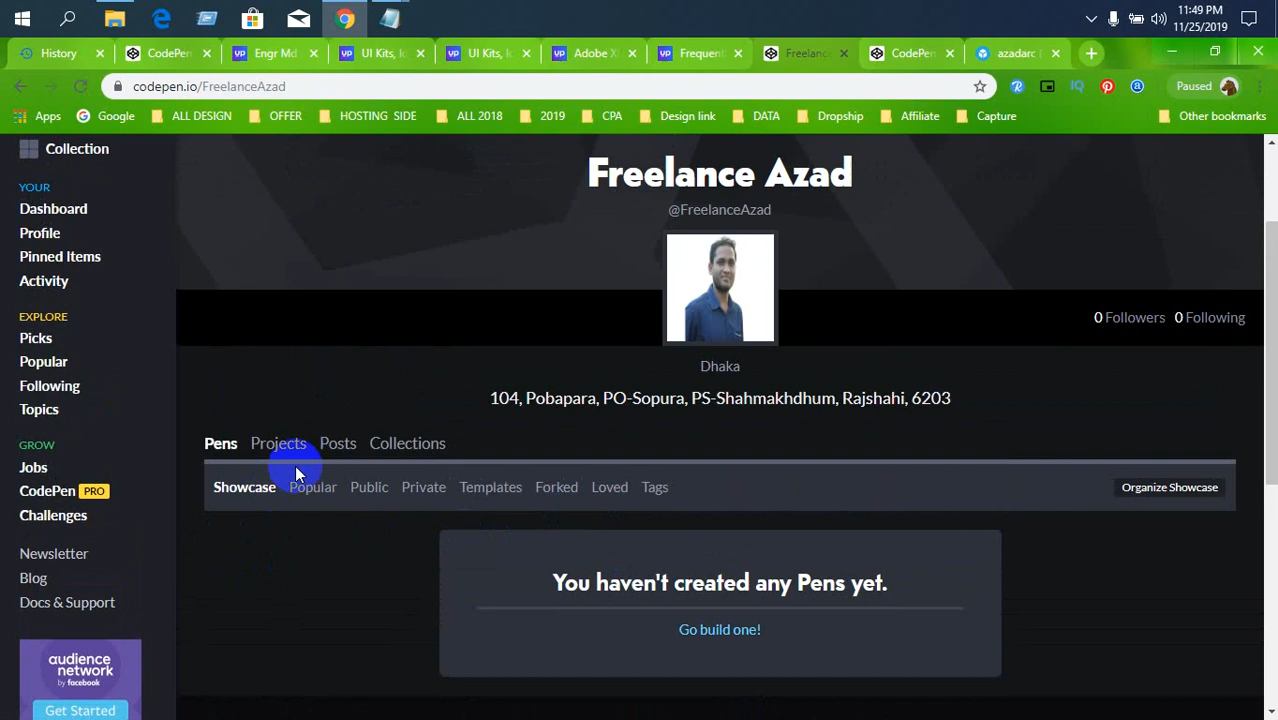 11:49 PM
11/25/2019
History
CodePen
Engr Md
UI Kits, Ic
UI Kits, Ic
Adobe X
Frequent
Freelance
CodePen
azadarc
codepen.io/FreelanceAzad
Paused
Apps
Google
ALL DESIGN
OFFER
HOSTING SIDE
ALL 2018
2019
CPA
Design link
DATA
Dropship
Affiliate
Capture
Other bookmarks
Collection
YOUR
Dashboard
Profile
Pinned Items
Activity
EXPLORE
Picks
Popular
Following
Topics
GROW
Jobs
CodePen PRO
Challenges
Newsletter
Blog
Docs & Support
audience
network
by facebook
Get Started
Freelance Azad
@FreelanceAzad
0 Followers 0 Following
Dhaka
104, Pobapara, PO-Sopura, PS-Shahmakhdhum, Rajshahi, 6203
Pens Projects Posts Collections
Showcase Popular Public Private Templates Forked Loved Tags
Organize Showcase
You haven't created any Pens yet.
Go build one!